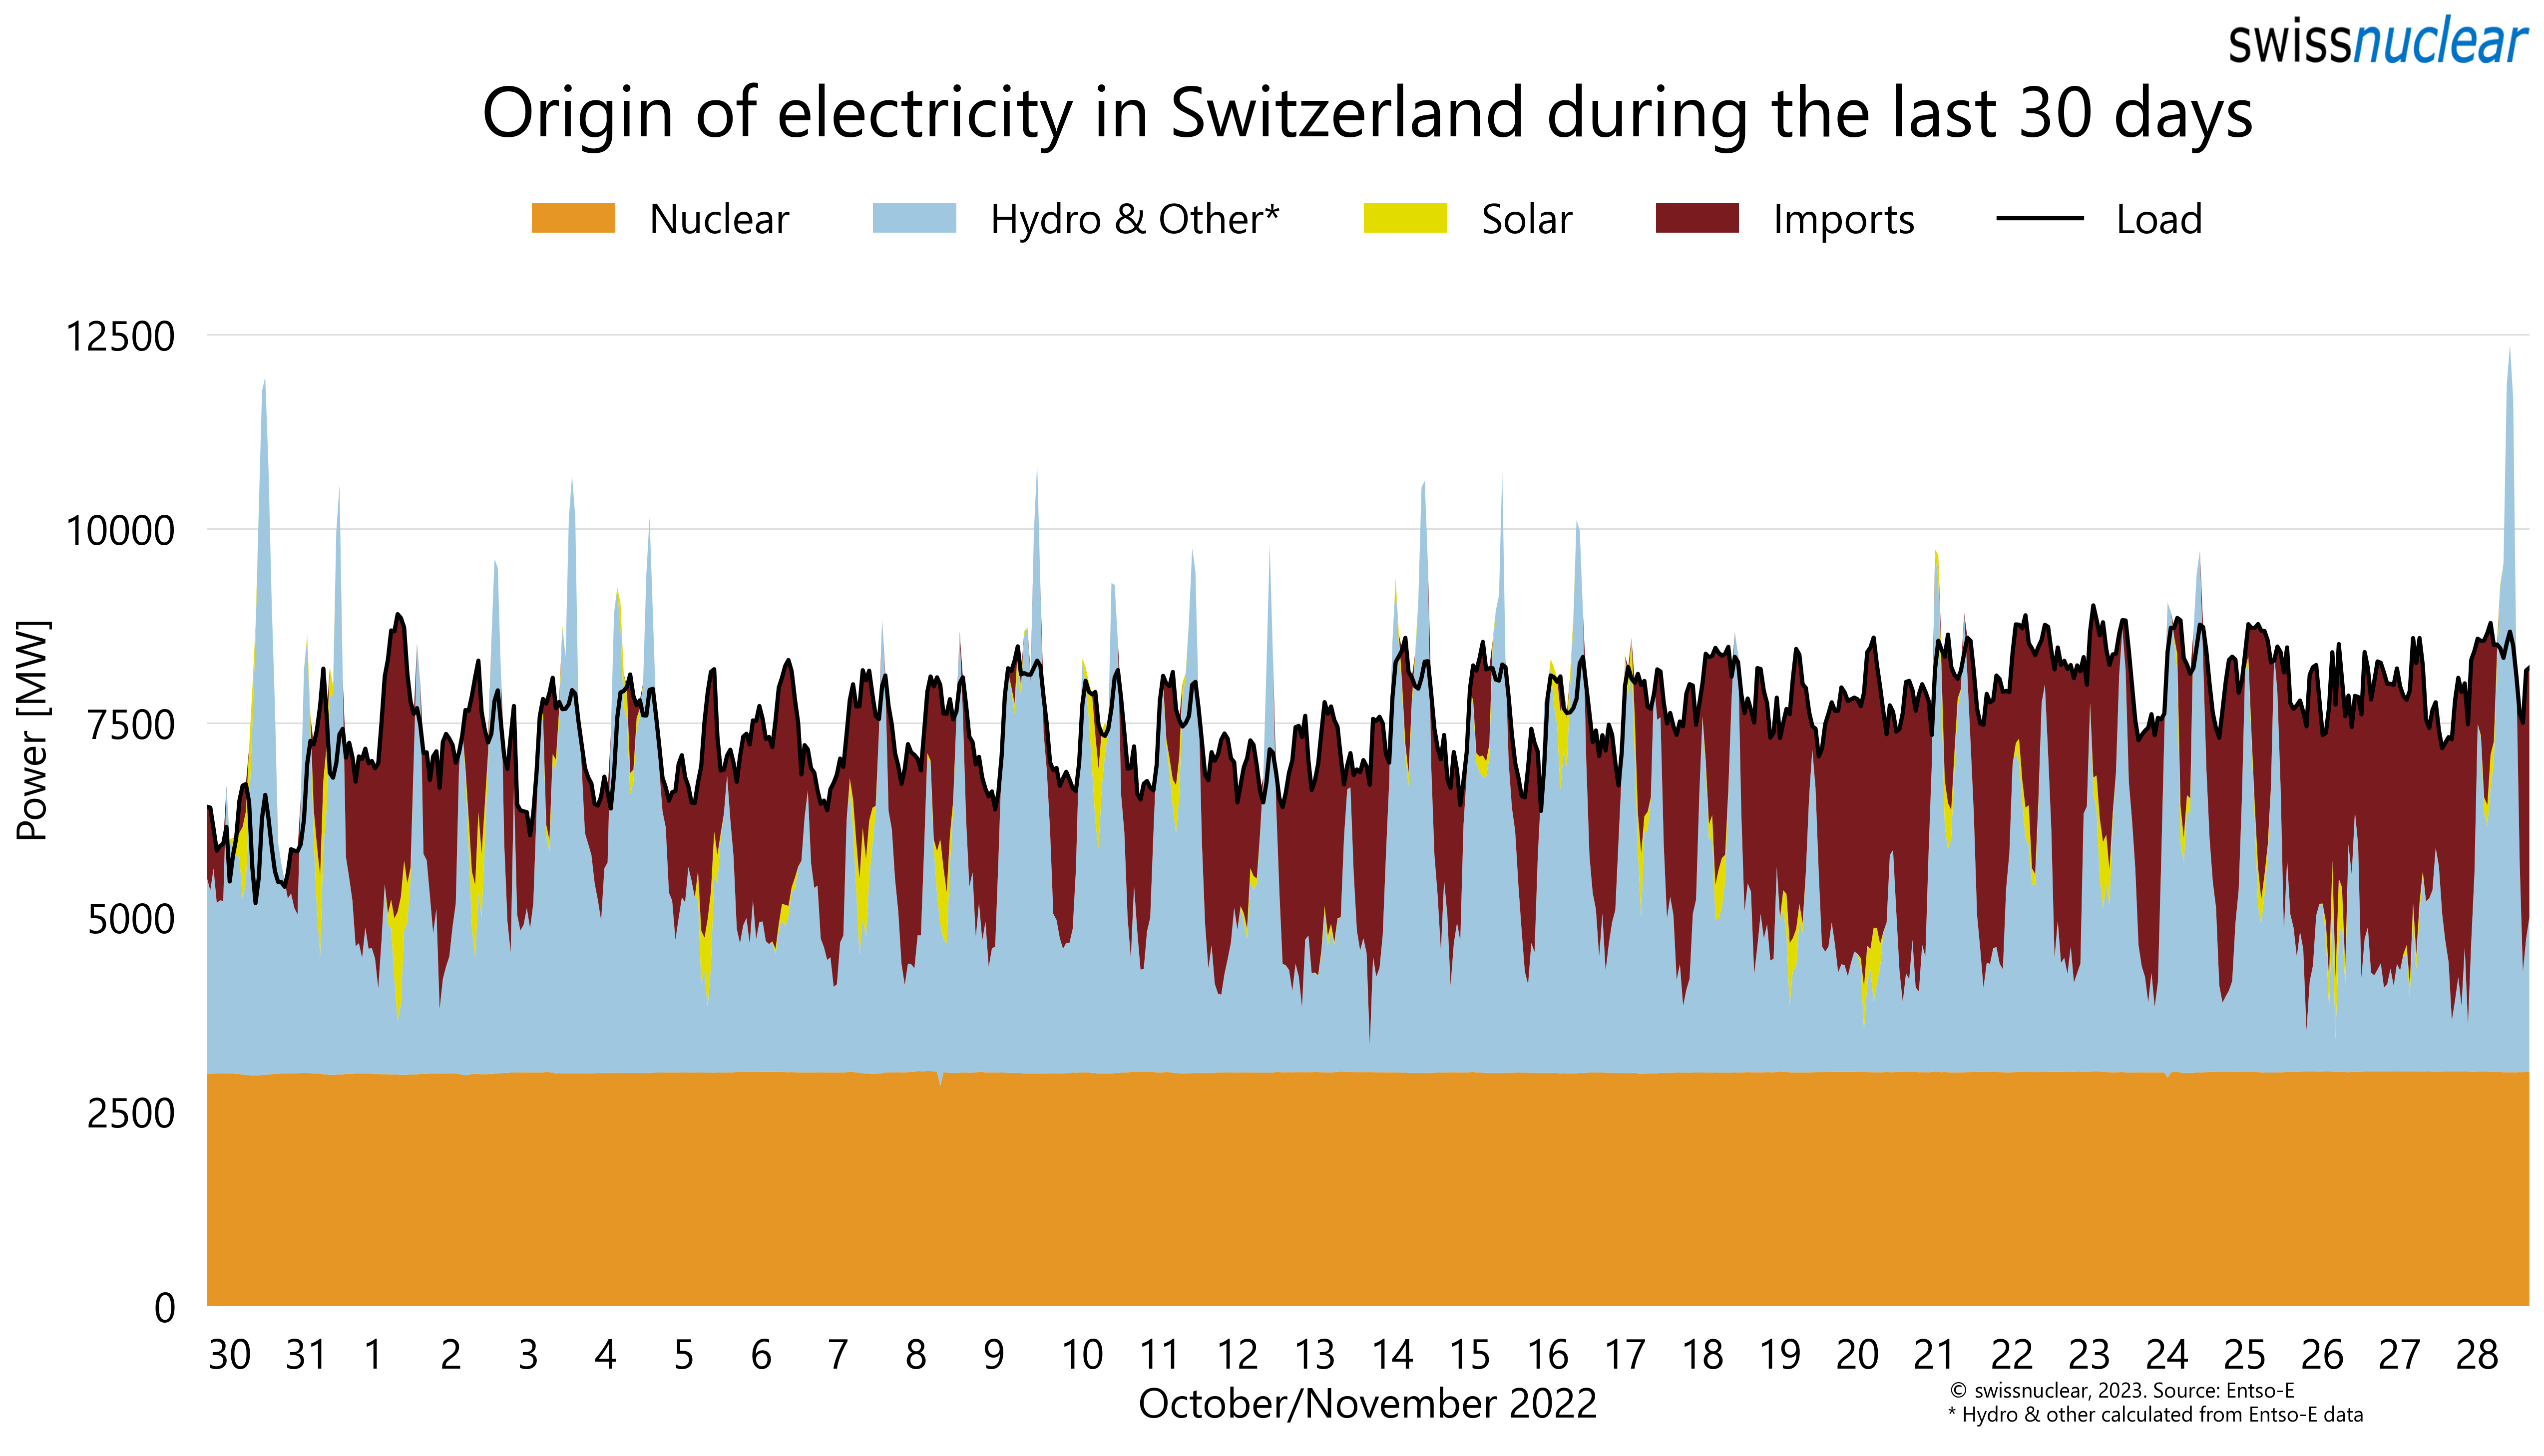 swissnuclear
Origin of electricity in Switzerland during the last 30 days
Nuclear Hydro & Other* Solar Imports Load
12500
10000
7500
5000
2500
0
Power [MW]
30 31 1 2 3 4 5 6 7 8 9 10 11 12 13 14 15 16 17 18 19 20 21 22 23 24 25 26 27 28
October/November 2022
© swissnuclear, 2023. Source: Entso-E
* Hydro & other calculated from Entso-E data